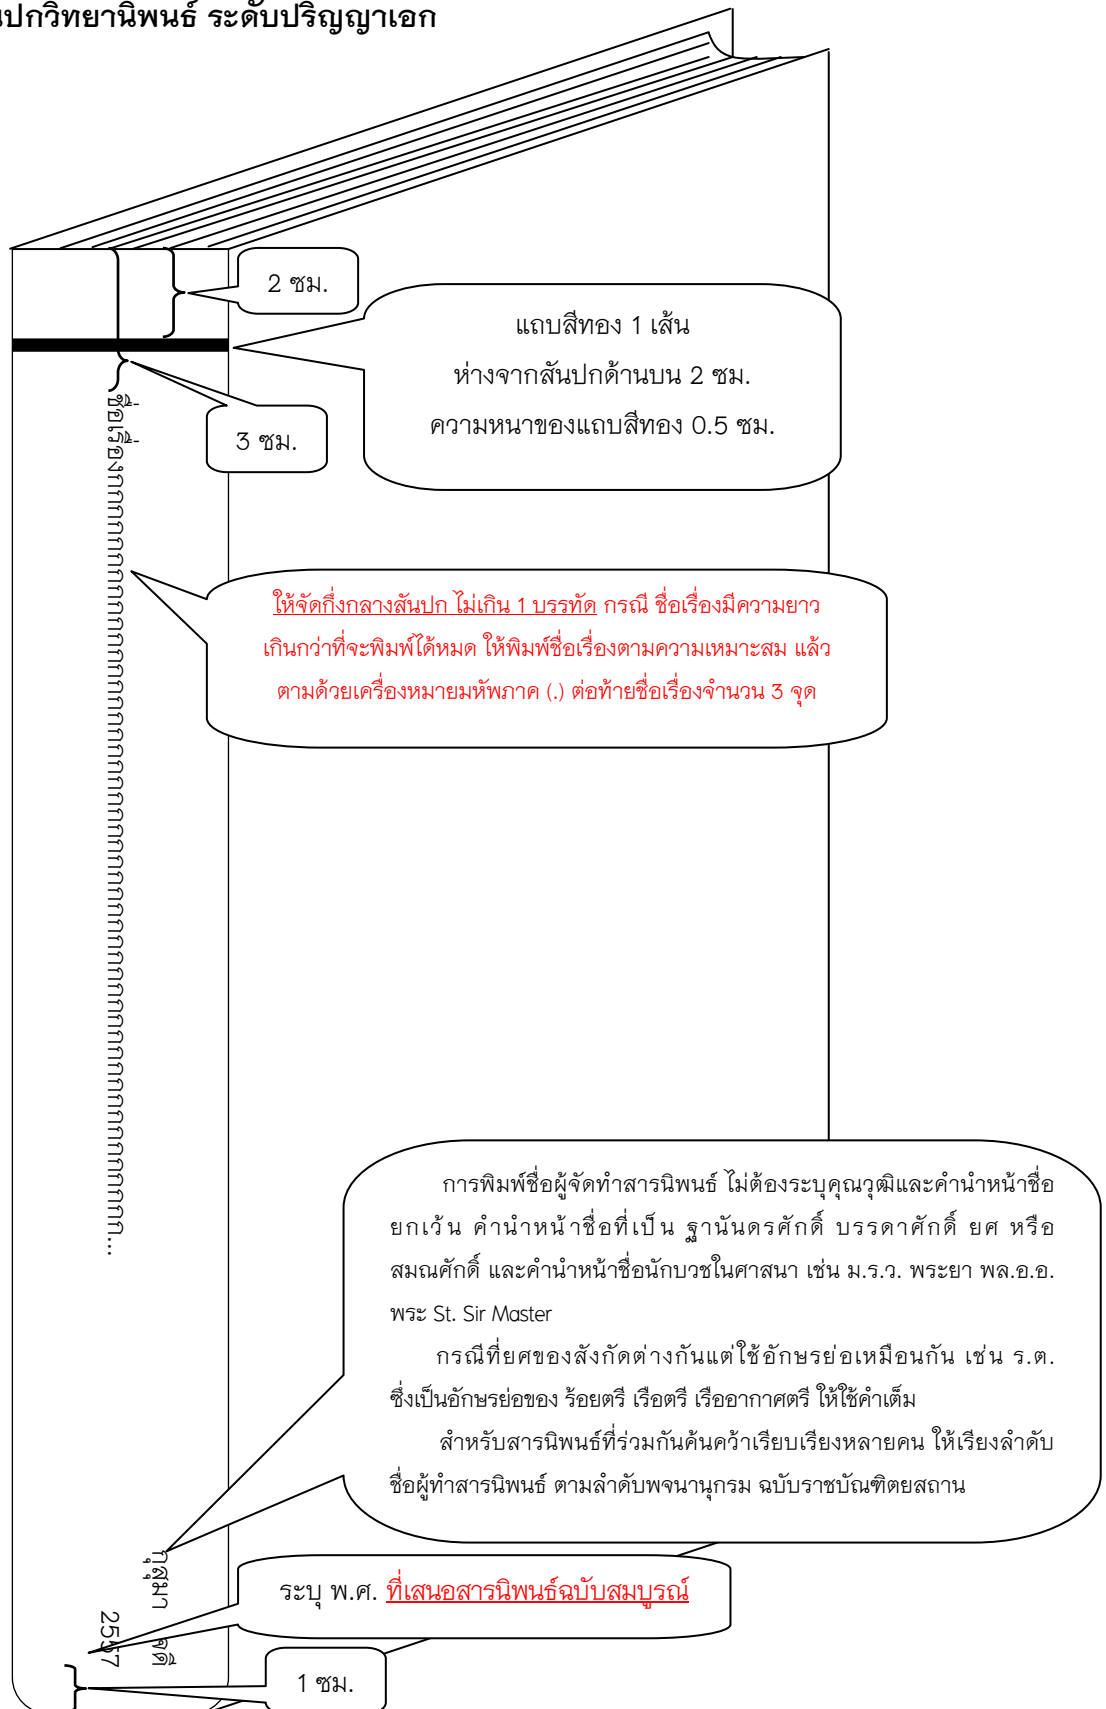 นปกวิทยานิพนธ์ ระดับปริญญาเอก
2 ซม.
แถบสีทอง 1 เส้น
ห่างจากสันปกด้านบน 2 ซม.
ความหนาของแถบสีทอง 0.5 ซม.
3 ซม.
ชื่อเรื่องกกกกกกกกกกกกกกกกกกกกกกกกกกกกกกกกกกกกกกกกกกกก...
ให้จัดกึ่งกลางสันปก ไม่เกิน 1 บรรทัด กรณี ชื่อเรื่องมีความยาว
เกินกว่าที่จะพิมพ์ได้หมด ให้พิมพ์ชื่อเรื่องตามความเหมาะสม แล้ว
ตามด้วยเครื่องหมายมหัพภาค (.) ต่อท้ายชื่อเรื่องจำนวน 3 จุด
การพิมพ์ชื่อผู้จัดทำสารนิพนธ์ ไม่ต้องระบุคุณวุฒิและคำนำหน้าชื่อ
ยกเว้น คำนำหน้าชื่อที่เป็น ฐานันดรศักดิ์ บรรดาศักดิ์ ยศ หรือ
สมณศักดิ์ และคำนำหน้าชื่อนักบวชในศาสนา เช่น ม.ร.ว. พระยา พล.อ.อ.
พระ St. Sir Master
กรณีที่ยศของสังกัดต่างกันแต่ใช้อักษรย่อเหมือนกัน เช่น ร.ต.
ซึ่งเป็นอักษรย่อของ ร้อยตรี เรือตรี เรืออากาศตรี ให้ใช้คำเต็ม
สำหรับสารนิพนธ์ที่ร่วมกันค้นคว้าเรียบเรียงหลายคน ให้เรียงลำดับ
ชื่อผู้ทำสารนิพนธ์ ตามลำดับพจนานุกรม ฉบับราชบัณฑิตยสถาน
กุสุมา
2557
ระบุ พ.ศ. ที่เสนอสารนิพนธ์ฉบับสมบูรณ์
1 ซม.